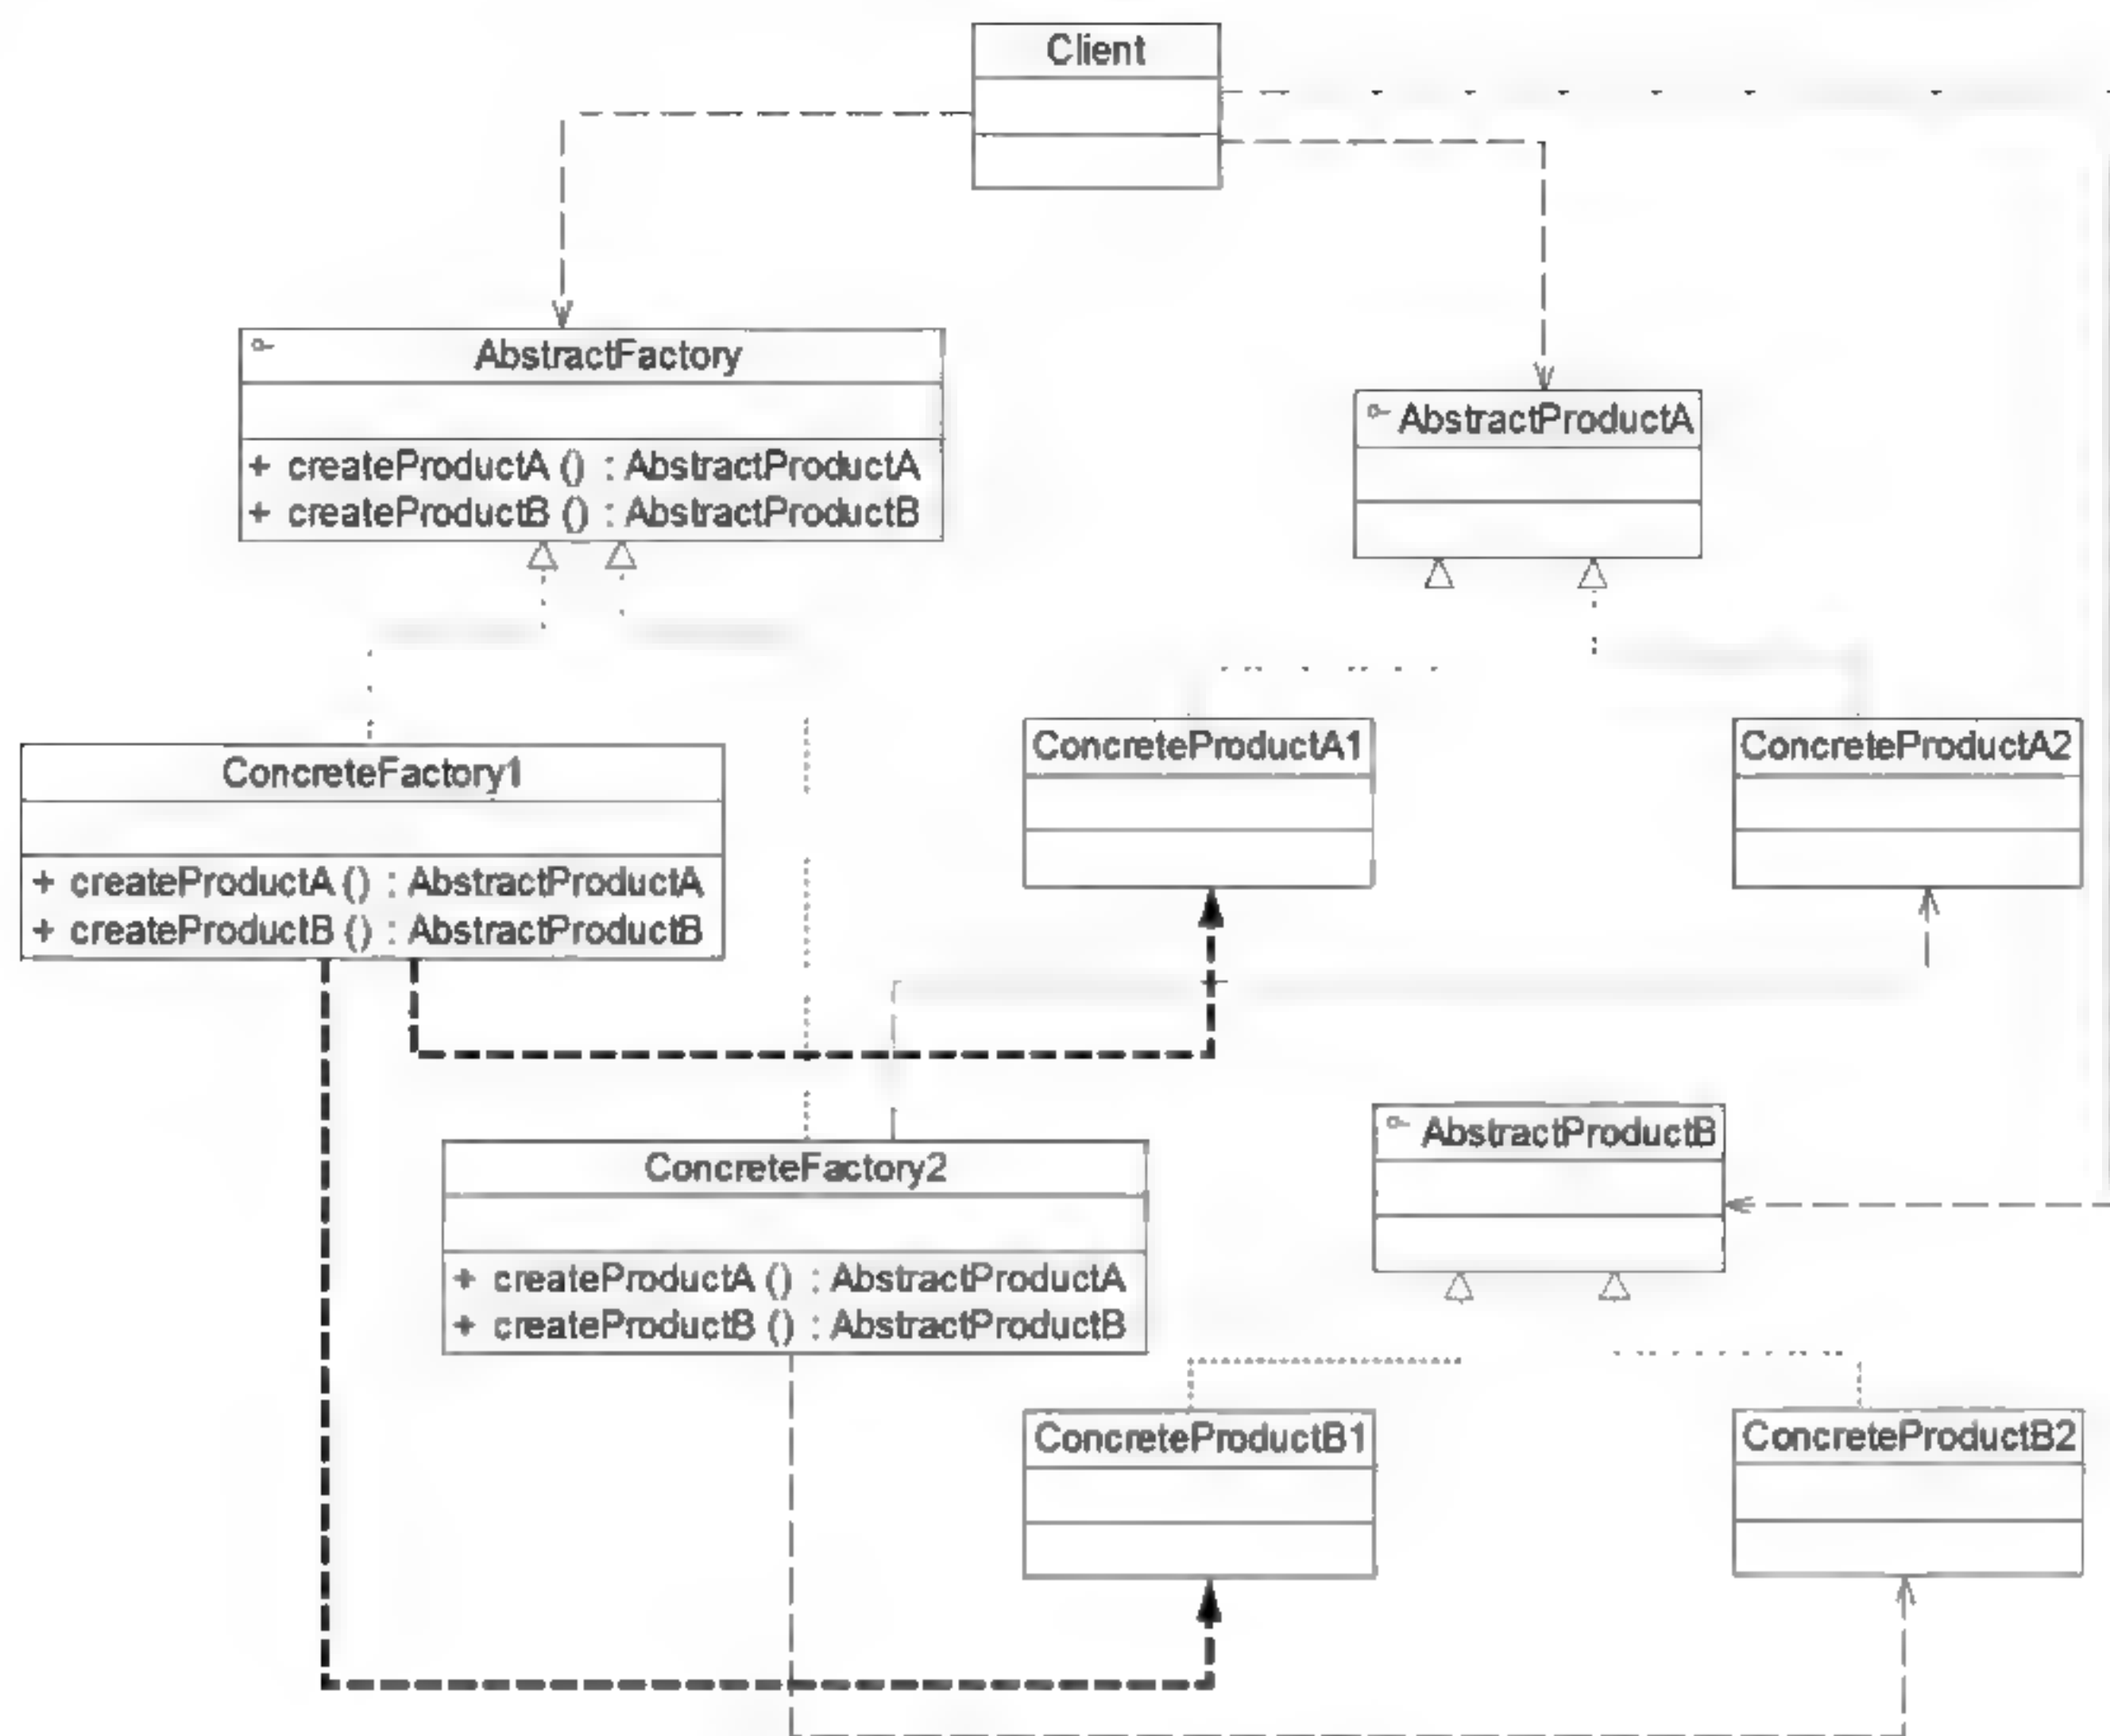 Client
AbstractFactory
+ createProductA () : AbstractProductA
+ createProductB () : AbstractProductB
AbstractProductA
ConcreteFactory1
+ createProductA () : AbstractProductA
+ createProductB () : AbstractProductB
ConcreteProductA1
ConcreteProductA2
ConcreteFactory2
+ createProductA () : AbstractProductA
+ createProductB () : AbstractProductB
AbstractProductB
ConcreteProductB1
ConcreteProductB2